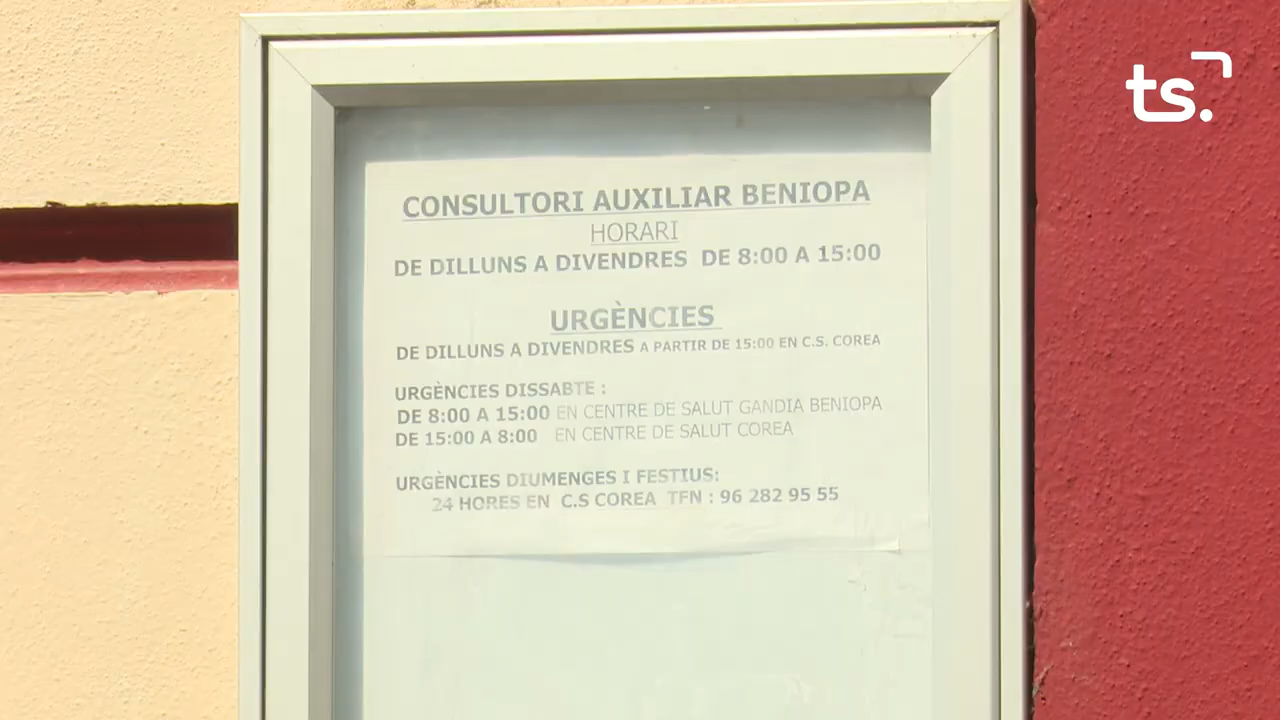 ts.
CONSULTORI AUXILIAR BENIOPA
HORARI
DE DILLUNS A DIVENDRES DE 8:00 A 15:00
URGÈNCIES
DE DILLUNS A DIVENDRES A PARTIR DE 15:00 EN C.S. COREA
URGÈNCIES DISSABTE :
DE 8:00 A 15:00 EN CENTRE DE SALUT GANDIA BENIOPA
DE 15:00 A 8:00 EN CENTRE DE SALUT COREA
URGÈNCIES DIUMENGES I FESTIUS:
24 HORES EN C.S COREA TFN : 96 282 95 55